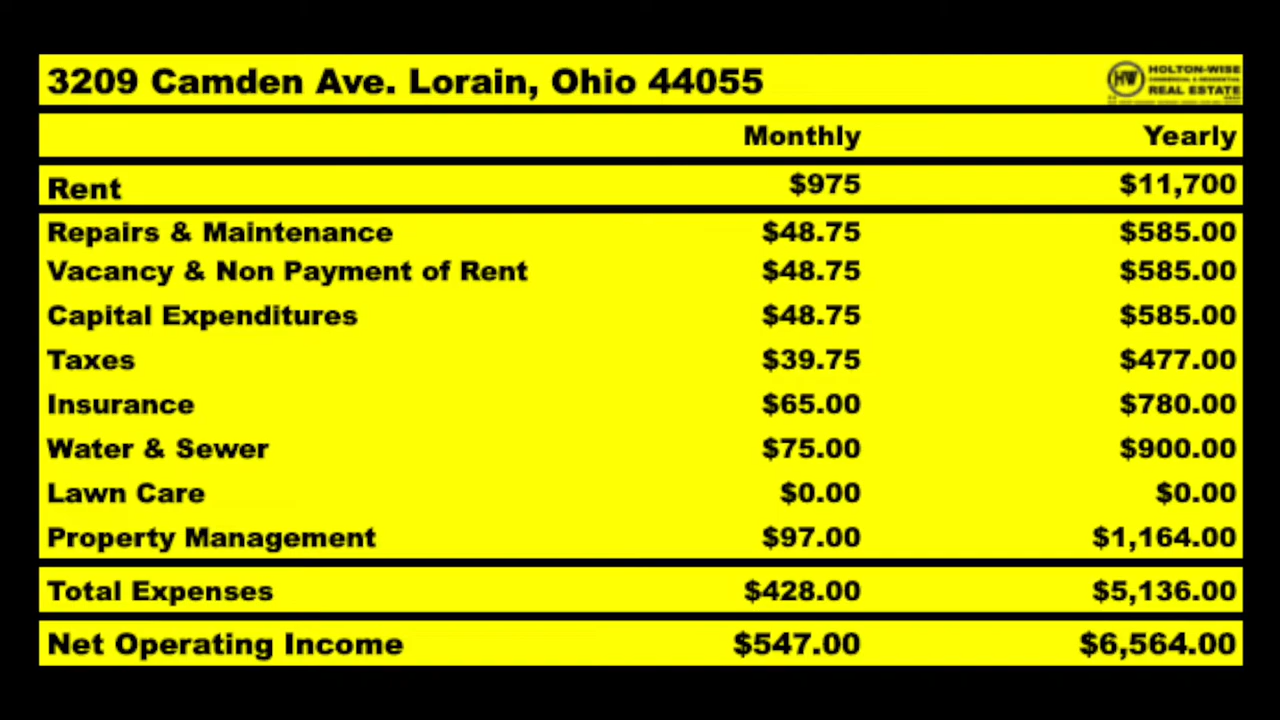 3209 Camden Ave. Lorain, Ohio 44055
HW
HOLTON-WISE
COMMERCIAL & RESIDENTIAL
REAL ESTATE
Monthly Yearly
Rent $975 $11,700
Repairs & Maintenance $48.75 $585.00
Vacancy & Non Payment of Rent $48.75 $585.00
Capital Expenditures $48.75 $585.00
Taxes $39.75 $477.00
Insurance $65.00 $780.00
Water & Sewer $75.00 $900.00
Lawn Care $0.00 $0.00
Property Management $97.00 $1,164.00
Total Expenses $428.00 $5,136.00
Net Operating Income $547.00 $6,564.00